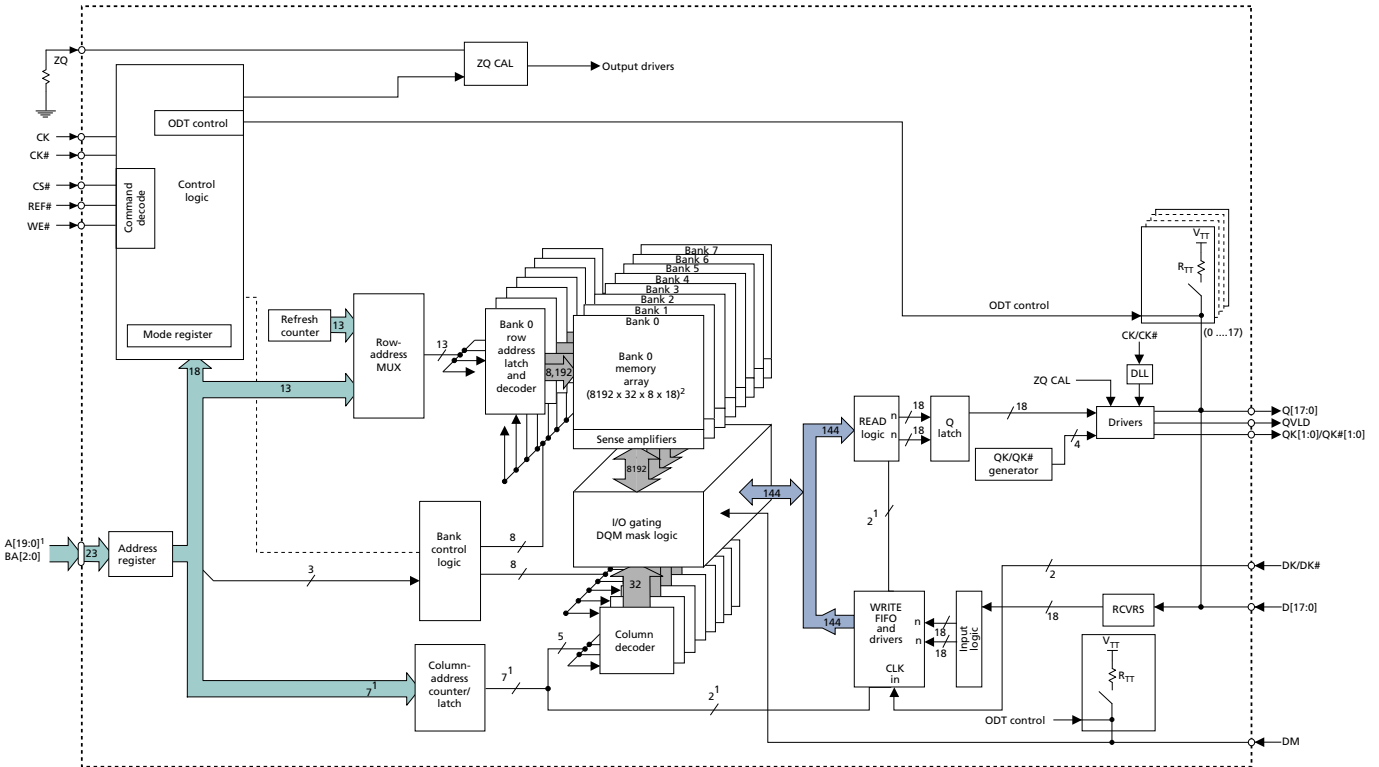 ZQ
ZQ CAL
Output drivers
ODT control
CK
CK#
CS#
REF#
WE#
Command decode
Control
logic
Mode register
Refresh
counter
13
Row-
address
MUX
13
18
13
Bank 7
Bank 6
Bank 5
Bank 4
Bank 3
Bank 2
Bank 1
Bank 0
Bank 0
row
address
latch
and
decoder
8,192
Bank 0
memory
array
(8192 x 32 x 8 x 18)²
Sense amplifiers
8192
I/O gating
DQM mask logic
32
Column
decoder
5
A[19:0]¹
BA[2:0]
23
Address
register
3
Bank
control
logic
8
8
7¹
Column-
address
counter/
latch
7¹
2¹
144
144
144
READ
logic
n
n
18
18
Q
latch
18
2¹
WRITE
FIFO
and
drivers
n
n
CLK
in
18
18
Input
logic
18
RCVRS
2
ODT control
VTT
RTT
(0 ....17)
CK/CK#
DLL
ZQ CAL
Drivers
QK/QK#
generator
4
Q[17:0]
QVLD
QK[1:0]/QK#[1:0]
DK/DK#
D[17:0]
VTT
RTT
ODT control
DM